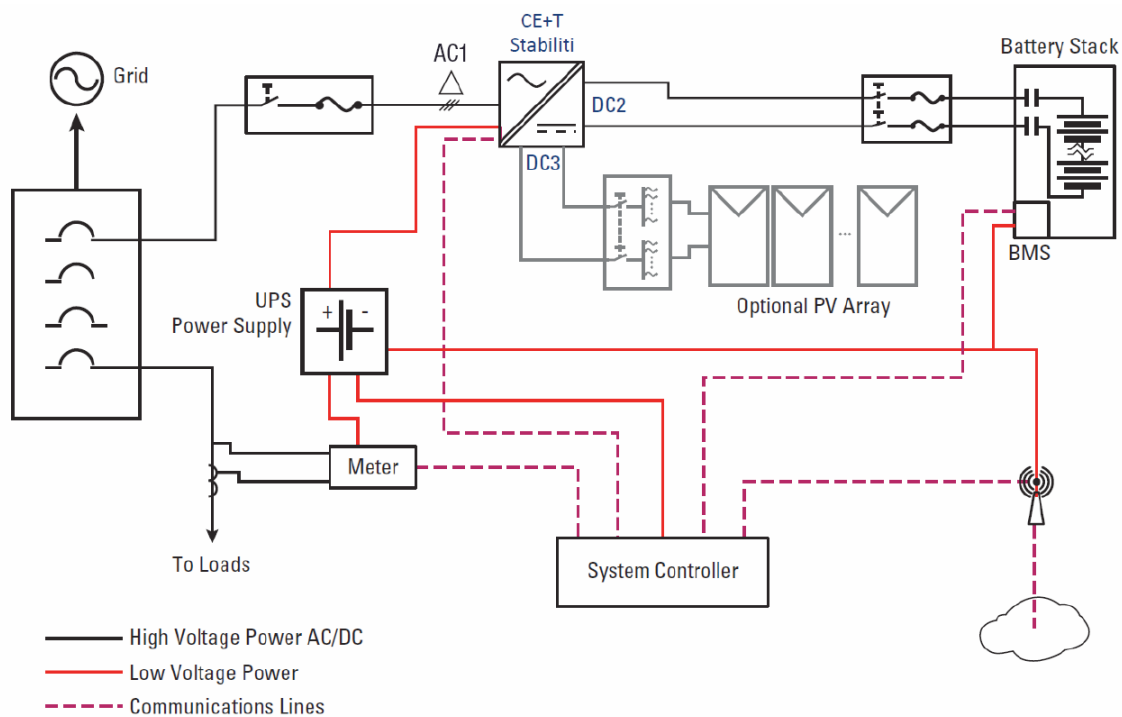 CE+T
Stabiliti
Grid
AC1
Battery Stack
DC2
DC3
BMS
UPS
Power Supply
+ -
Optional PV Array
...
Meter
To Loads
System Controller
High Voltage Power AC/DC
Low Voltage Power
Communications Lines